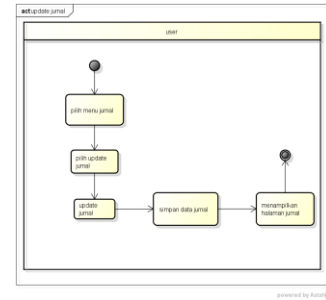 act update jurnal
user
pilih menu jurnal
pilih update
jurnal
update
jurnal
simpan data jurnal
menampilkan
halaman jurnal
powered by Astah